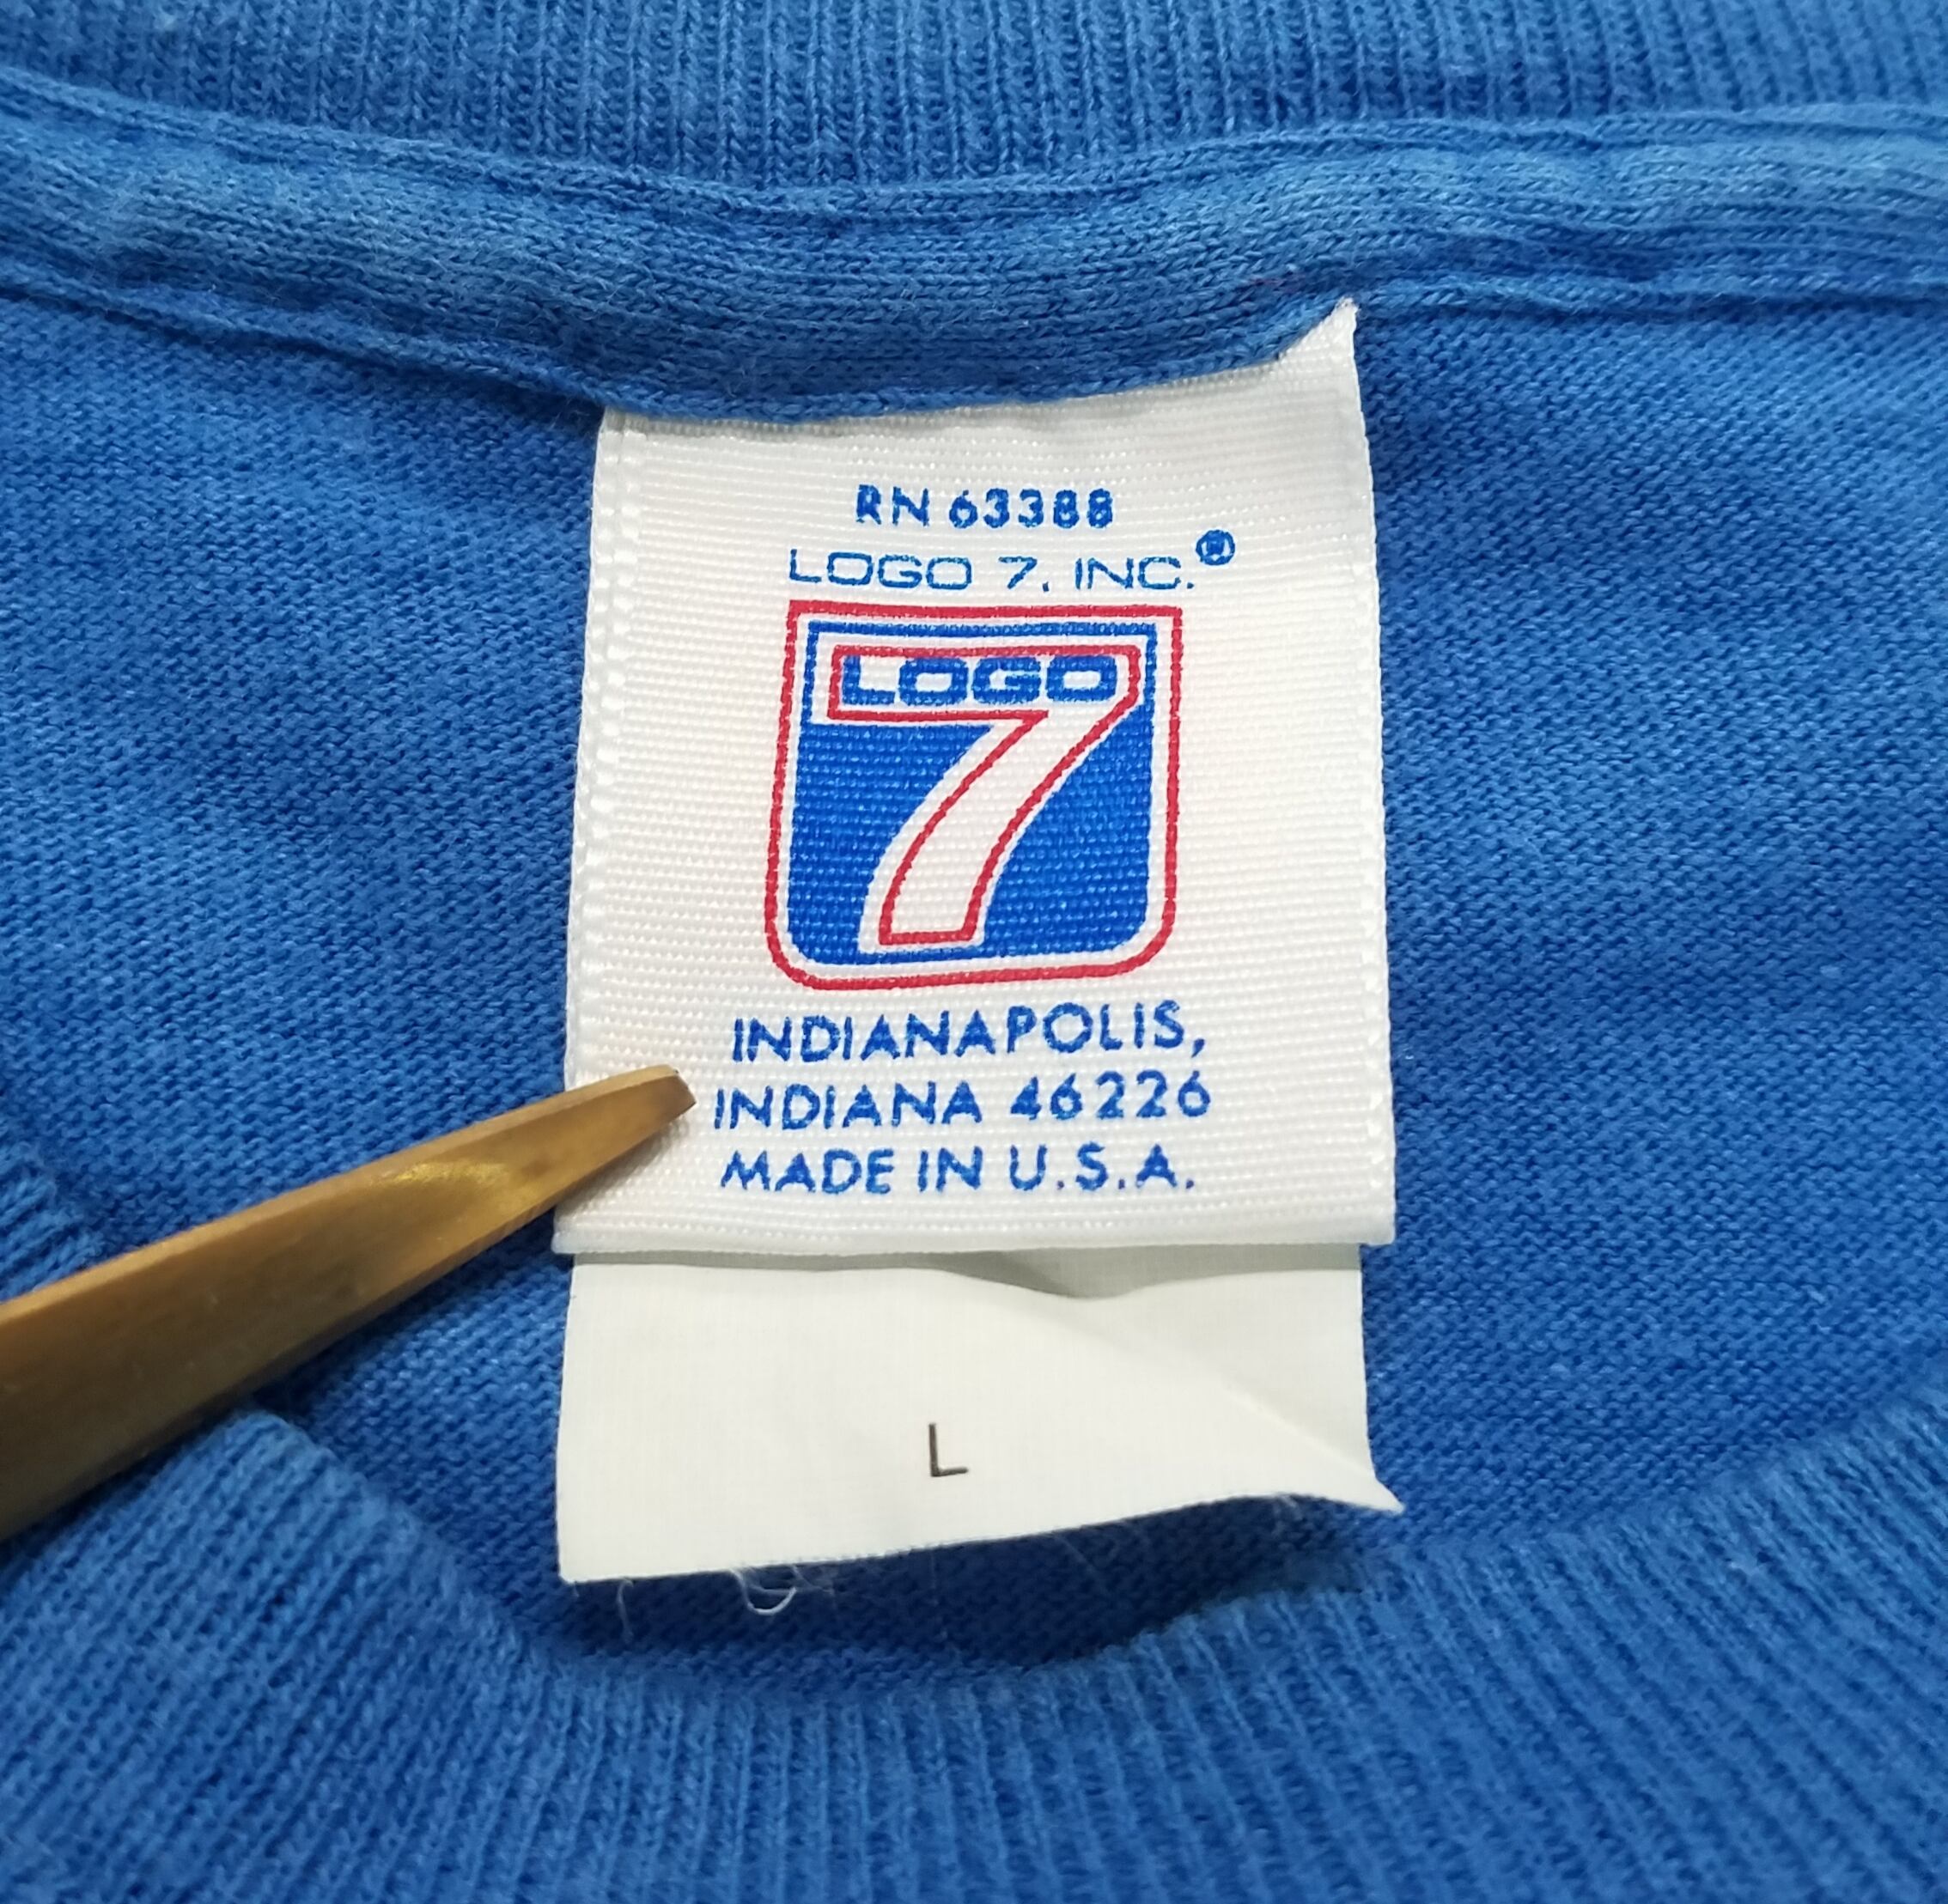 RN 63388
LOGO 7, INC.®
LOGO
7
INDIANAPOLIS,
INDIANA 46226
MADE IN U.S.A.
L